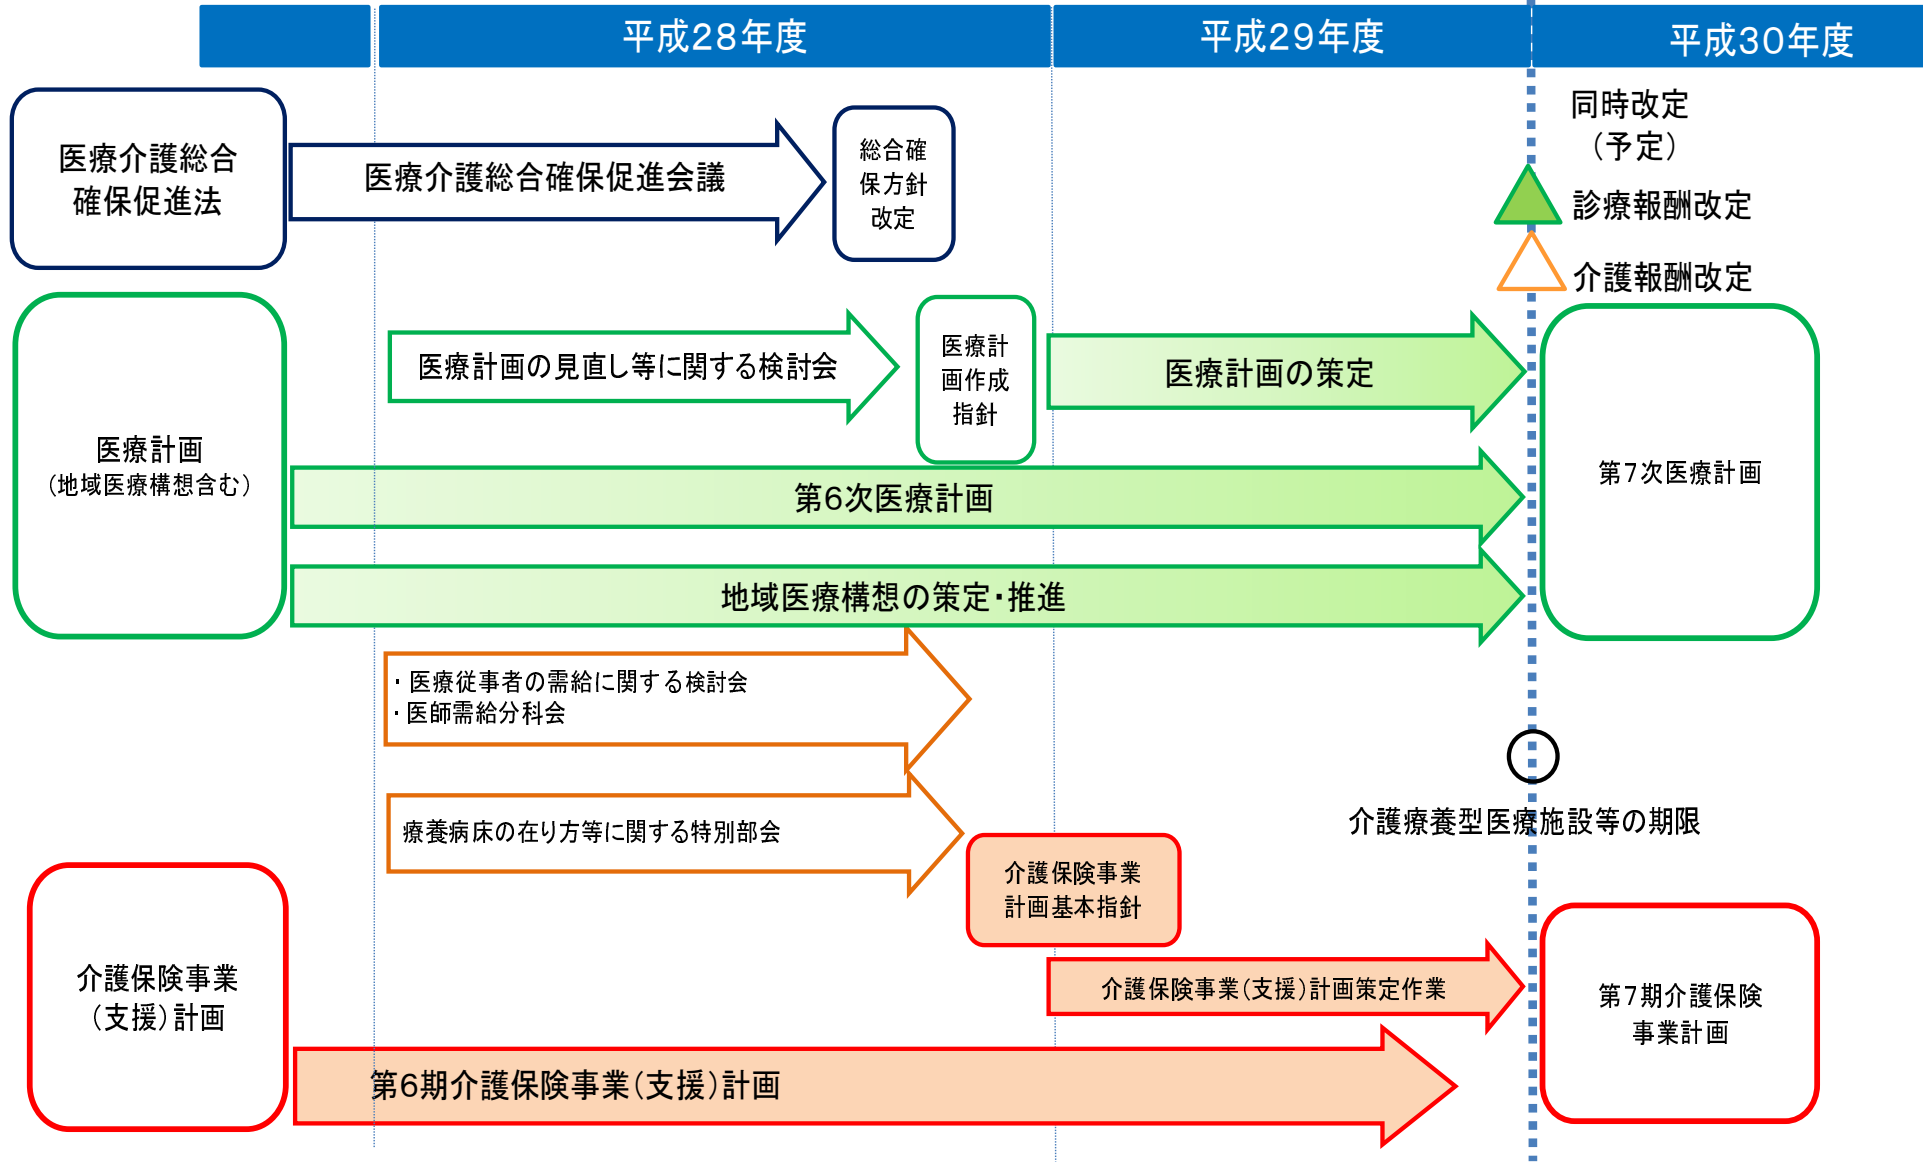 平成28年度
平成29年度
平成30年度
医療介護総合
確保促進法
医療介護総合確保促進会議
総合確
保方針
改定
同時改定
（予定）
診療報酬改定
介護報酬改定
医療計画
（地域医療構想含む）
医療計画の見直し等に関する検討会
医療計
画作成
指針
医療計画の策定
第6次医療計画
地域医療構想の策定・推進
第7次医療計画
・医療従事者の需給に関する検討会
・医師需給分科会
療養病床の在り方等に関する特別部会
介護療養型医療施設等の期限
介護保険事業
計画基本指針
介護保険事業
（支援）計画
介護保険事業（支援）計画策定作業
第6期介護保険事業（支援）計画
第7期介護保険
事業計画